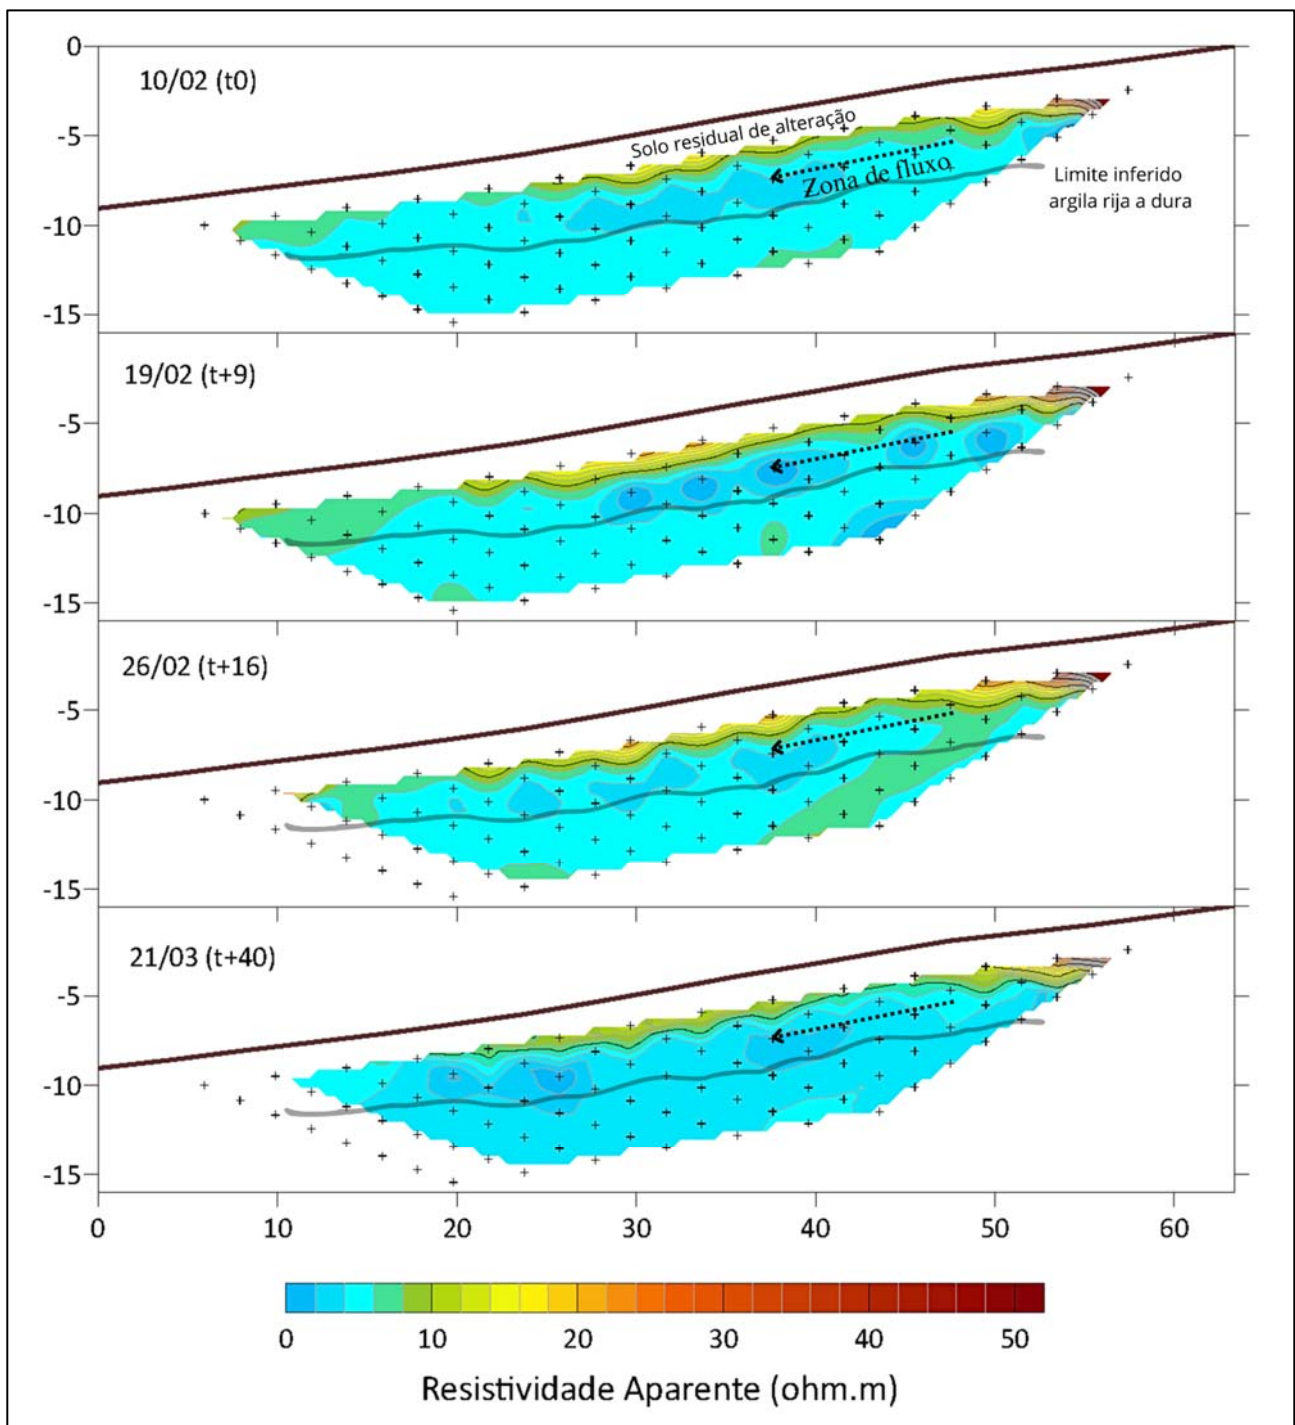 0
10/02 (t0)
Solo residual de alteração
-5
Zona de fluxo
Limite inferido
argila rija a dura
-10
-15
19/02 (t+9)
-5
-10
-15
26/02 (t+16)
-5
-10
-15
21/03 (t+40)
-5
-10
-15
0 10 20 30 40 50 60
0 10 20 30 40 50
Resistividade Aparente (ohm.m)